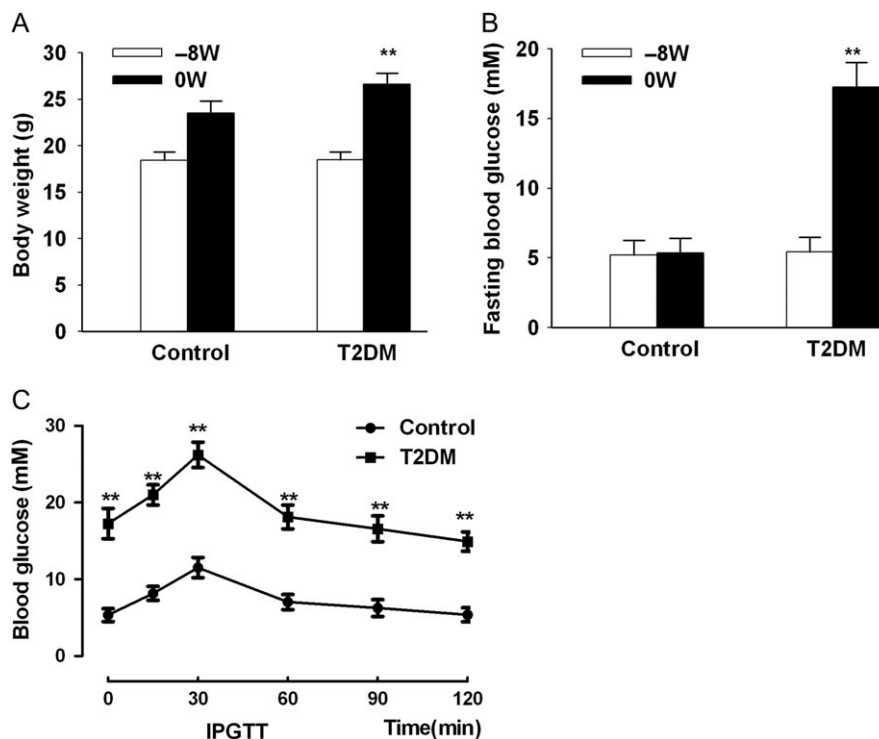 A
Body weight (g)
30
25
20
15
10
5
0
–8W
0W
**
Control
T2DM
B
Fasting blood glucose (mM)
20
15
10
5
0
–8W
0W
**
Control
T2DM
C
Blood glucose (mM)
30
20
10
0
** ** ** ** ** **
Control
T2DM
0 30 60 90 120
IPGTT Time(min)